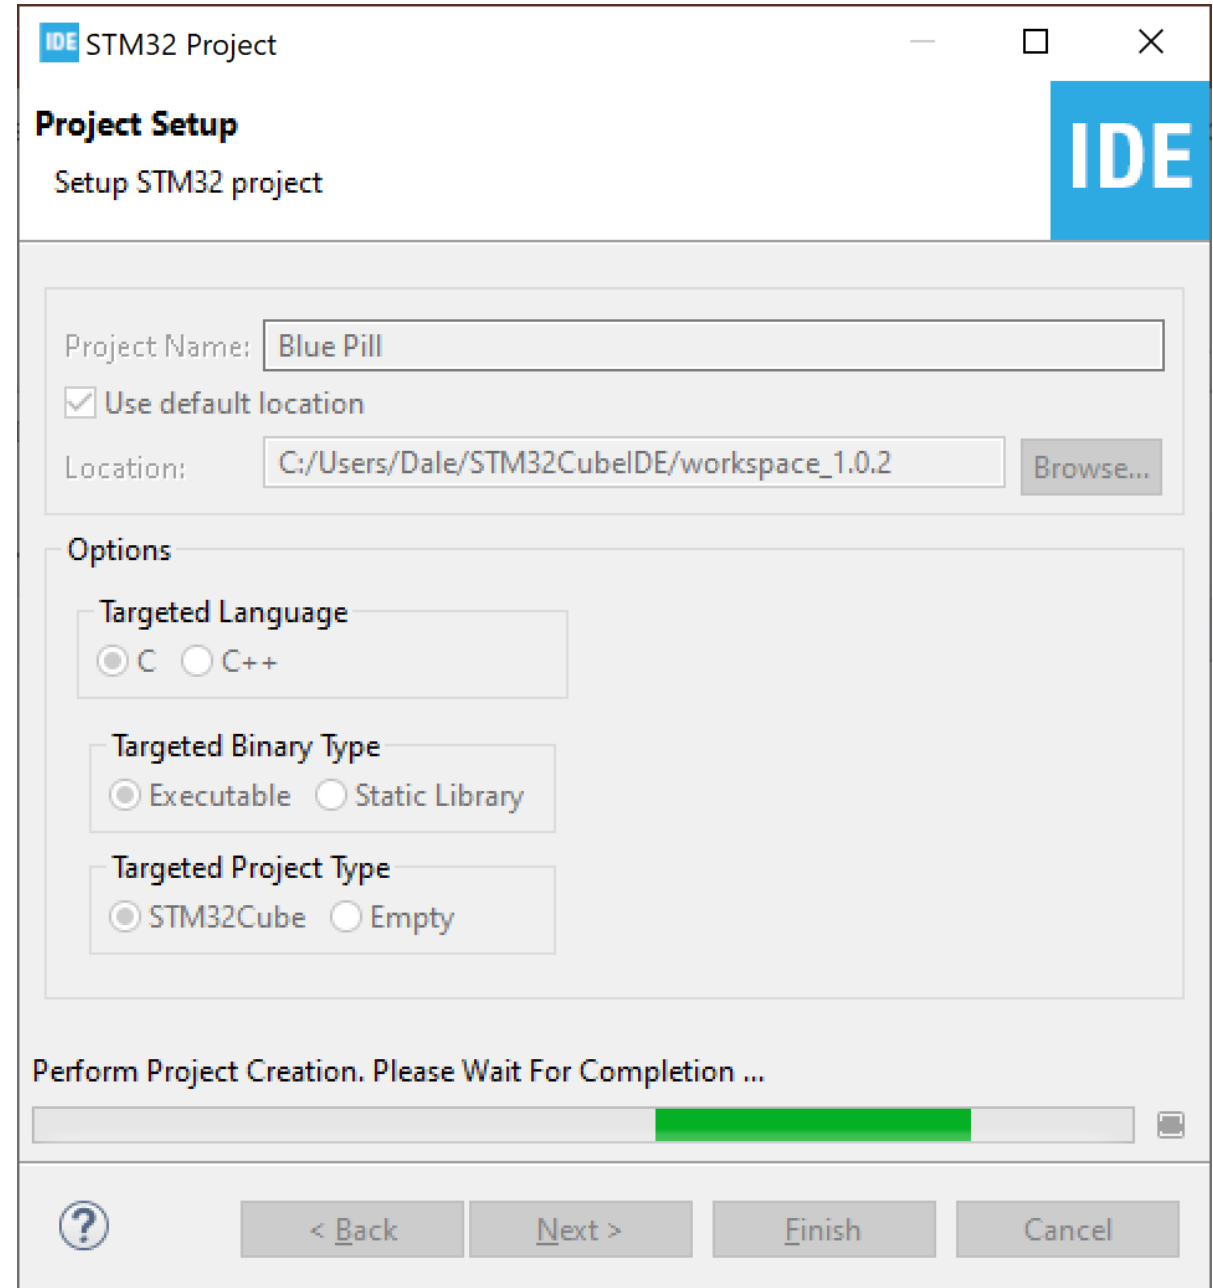 IDE STM32 Project
Project Setup
IDE
Setup STM32 project
Project Name: Blue Pill
Use default location
Location: C:/Users/Dale/STM32CubeIDE/workspace_1.0.2 Browse...
Options
Targeted Language
C C++
Targeted Binary Type
Executable Static Library
Targeted Project Type
STM32Cube Empty
Perform Project Creation. Please Wait For Completion ...
? < Back Next > Finish Cancel